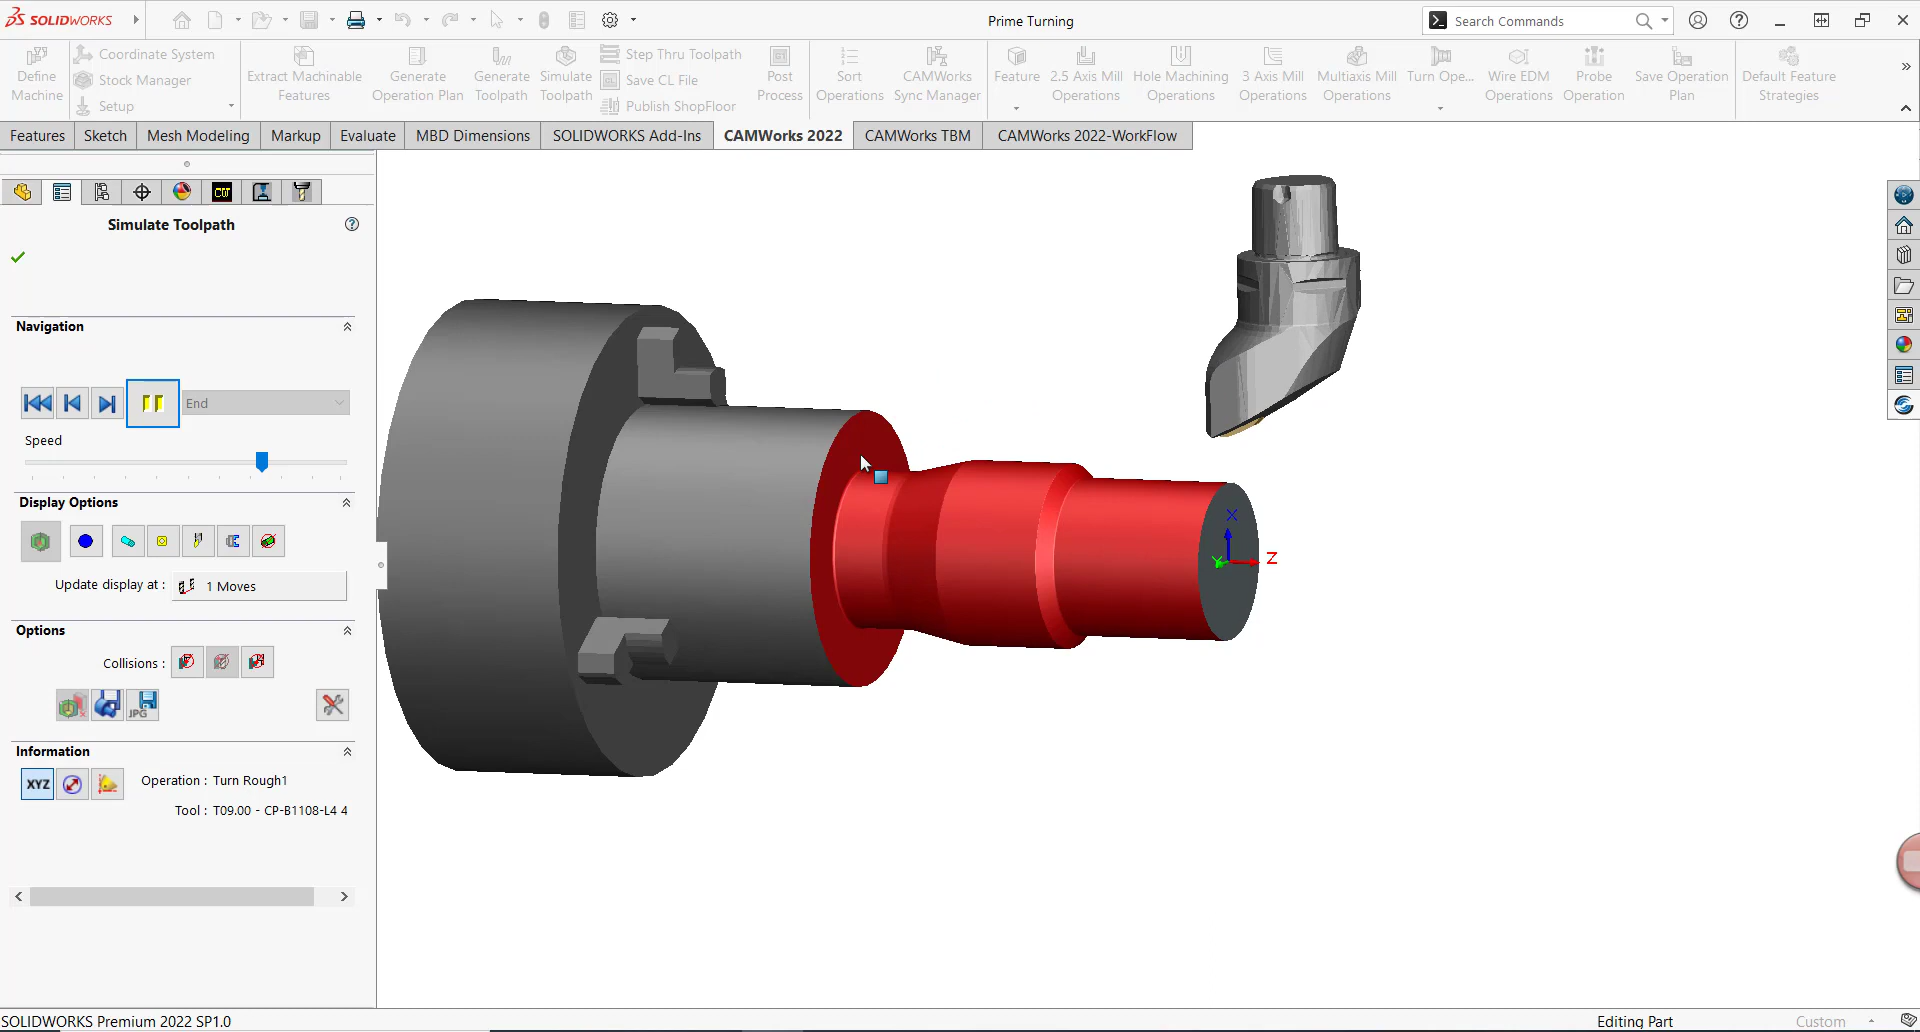 SOLIDWORKS
Prime Turning
Search Commands
Define Machine
Coordinate System
Stock Manager
Setup
Extract Machinable Features
Generate Operation Plan
Generate Toolpath
Simulate Toolpath
Step Thru Toolpath
Save CL File
Publish ShopFloor
Post Process
Sort Operations
CAMWorks Sync Manager
Feature
2.5 Axis Mill Operations
Hole Machining Operations
3 Axis Mill Operations
Multiaxis Mill Operations
Turn Ope...
Wire EDM Operations
Probe Operation
Save Operation Plan
Default Feature Strategies
Features
Sketch
Mesh Modeling
Markup
Evaluate
MBD Dimensions
SOLIDWORKS Add-Ins
CAMWorks 2022
CAMWorks TBM
CAMWorks 2022-WorkFlow
Simulate Toolpath
Navigation
End
Speed
Display Options
Update display at :
1 Moves
Options
Collisions :
JPG
Information
XYZ
Operation : Turn Rough1
Tool : T09.00 - CP-B1108-L4 4
X
Y
Z
SOLIDWORKS Premium 2022 SP1.0
Editing Part
Custom